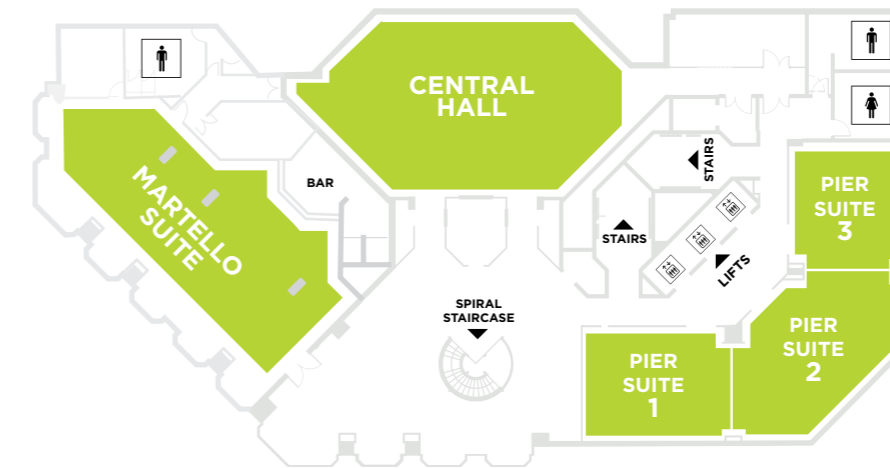 CENTRAL
HALL
MARTELLO
SUITE
BAR
STAIRS
STAIRS
LIFTS
SPIRAL
STAIRCASE
PIER
SUITE
3
PIER
SUITE
2
PIER
SUITE
1